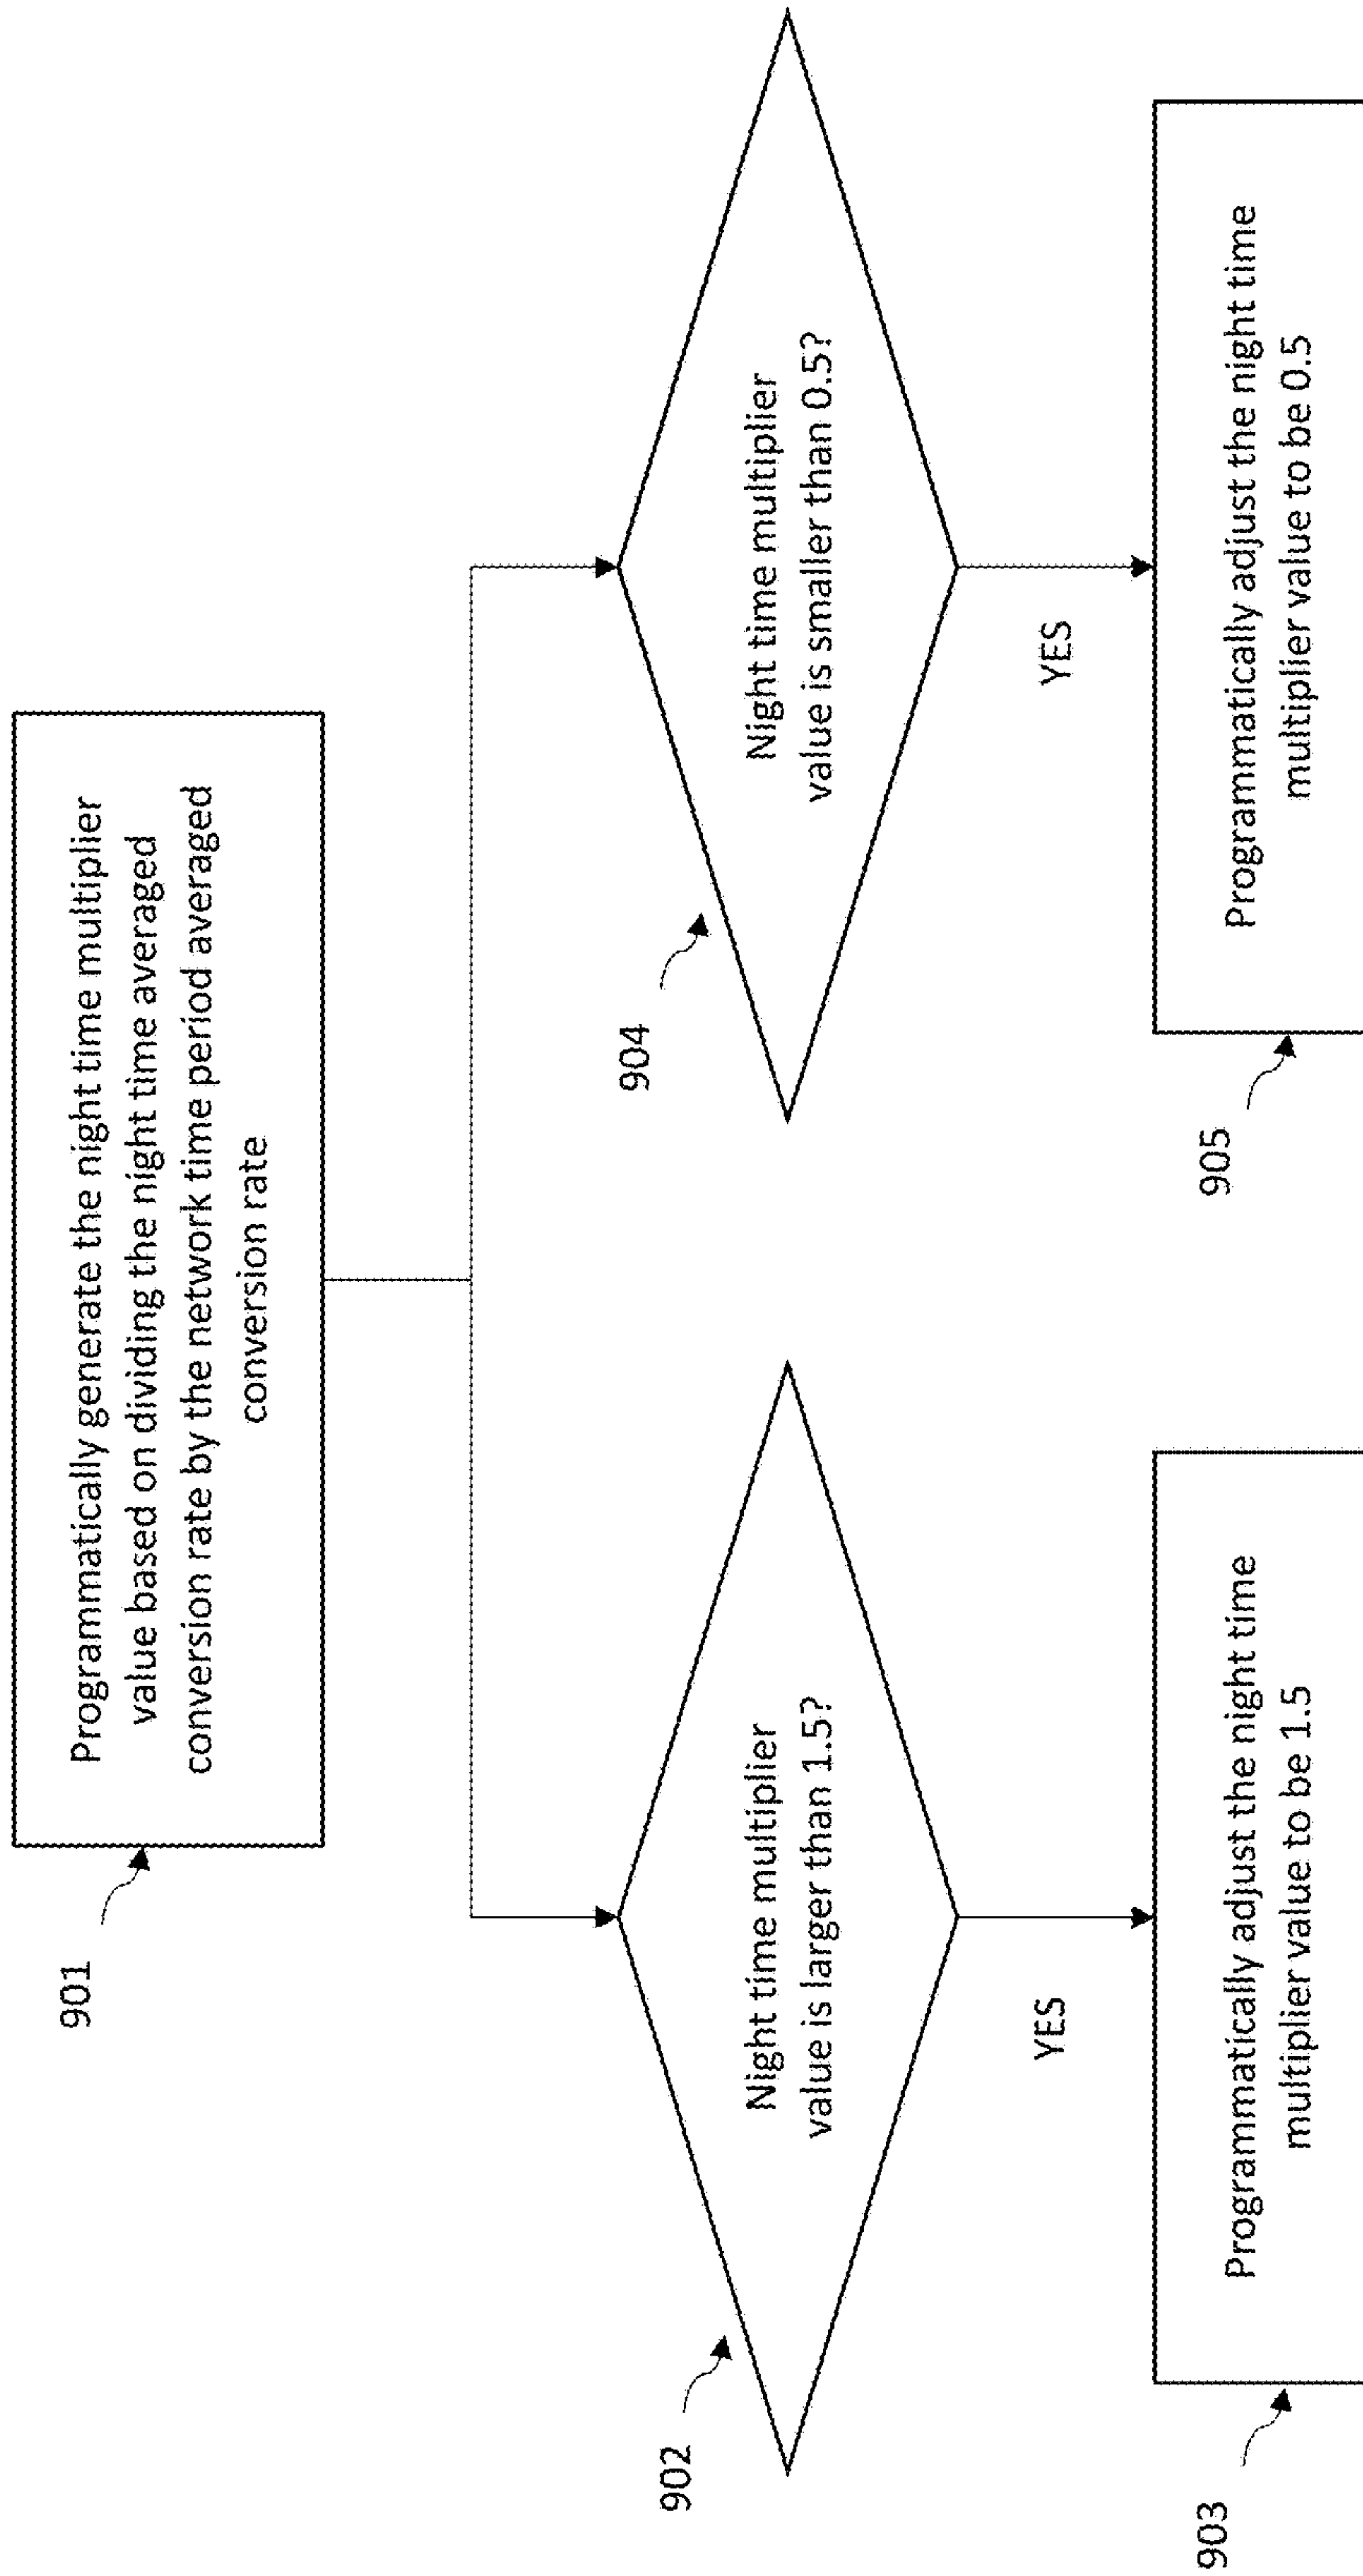 901
Programmatically generate the night time multiplier
value based on dividing the night time averaged
conversion rate by the network time period averaged
conversion rate
902
Night time multiplier
value is larger than 1.5?
YES
903
Programmatically adjust the night time
multiplier value to be 1.5
904
Night time multiplier
value is smaller than 0.5?
YES
905
Programmatically adjust the night time
multiplier value to be 0.5